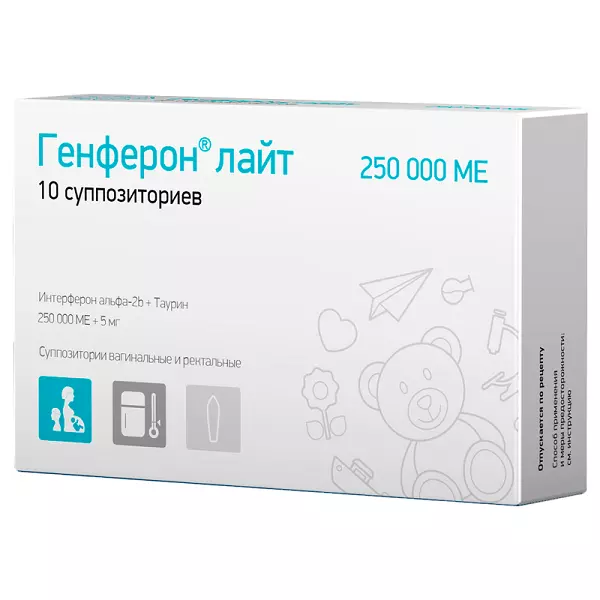 Генферон® лайт
250 000 МЕ
10 суппозиториев
Интерферон альфа-2b + Таурин
250 000 МЕ + 5 мг
Суппозитории вагинальные и ректальные
Отпускается по рецепту
Способ применения
и меры предосторожности:
см. инструкцию